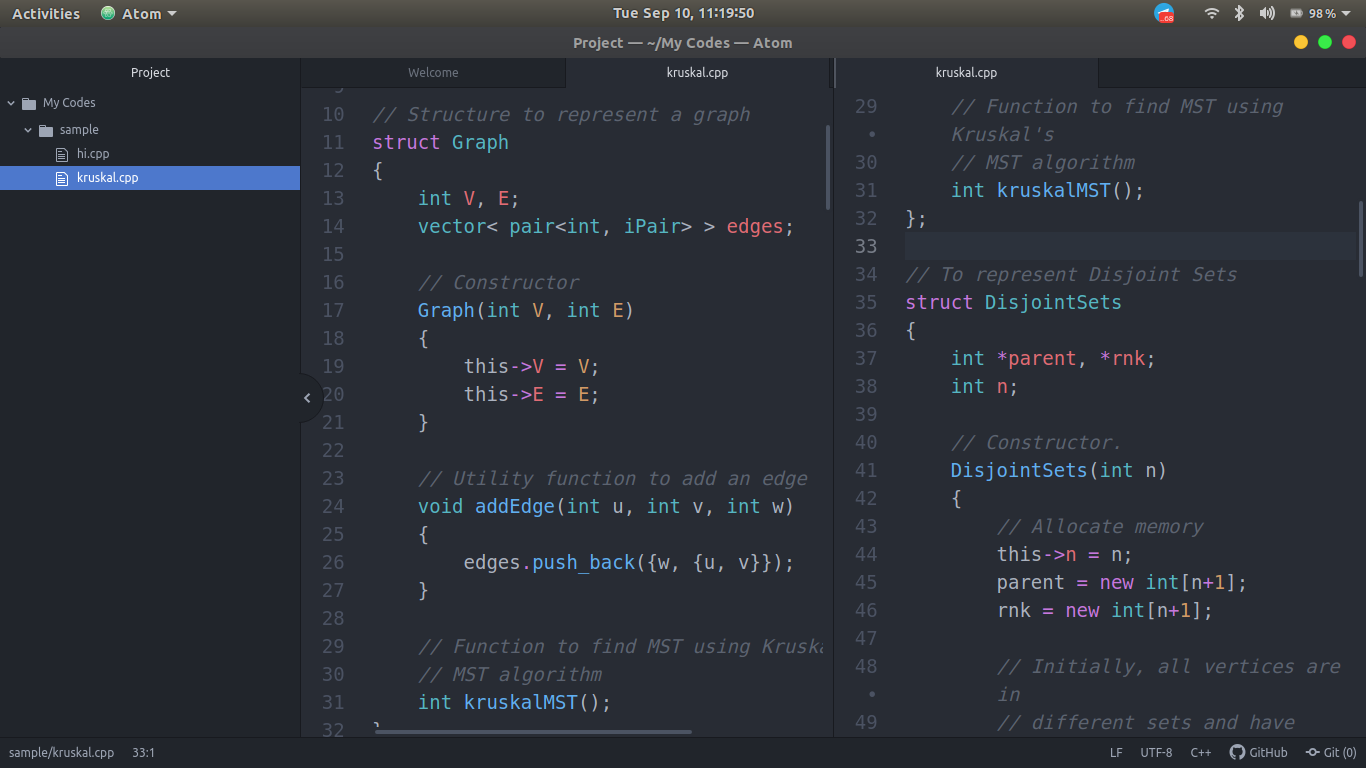 Activities Atom Tue Sep 10, 11:19:50 68 98%
Project — ~/My Codes — Atom
Project
My Codes
sample
hi.cpp
kruskal.cpp
Welcome kruskal.cpp
10 // Structure to represent a graph
11 struct Graph
12 {
13 int V, E;
14 vector< pair<int, iPair> > edges;
15
16 // Constructor
17 Graph(int V, int E)
18 {
19 this->V = V;
20 this->E = E;
21 }
22
23 // Utility function to add an edge
24 void addEdge(int u, int v, int w)
25 {
26 edges.push_back({w, {u, v}});
27 }
28
29 // Function to find MST using Krusk
30 // MST algorithm
31 int kruskalMST();
32
kruskal.cpp
29 // Function to find MST using
• Kruskal's
30 // MST algorithm
31 int kruskalMST();
32 };
33
34 // To represent Disjoint Sets
35 struct DisjointSets
36 {
37 int *parent, *rnk;
38 int n;
39
40 // Constructor.
41 DisjointSets(int n)
42 {
43 // Allocate memory
44 this->n = n;
45 parent = new int[n+1];
46 rnk = new int[n+1];
47
48 // Initially, all vertices are
• in
49 // different sets and have
sample/kruskal.cpp 33:1 LF UTF-8 C++ GitHub Git (0)